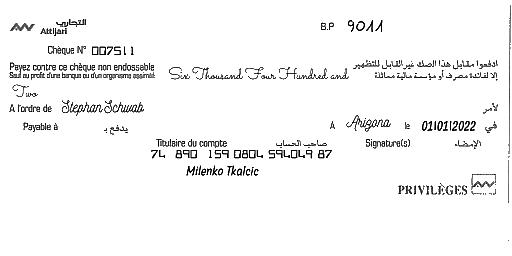 التجاري
Attijari
B.P 9011
Chèque N° 007511
Payez contre ce chèque non endossable
Sauf au profit d'une banque ou d'un organisme assimilé
Six Thousand Four Hundred and
ادفعوا مقابل هذا الصك غير القابل للتظهير
إلا لفائدة مصرف أو مؤسسة مالية مماثلة
Two
A l'ordre de Stephan Schwab
لأمر
Payable à
يدفع بـ
A Arizona le 01/01/2022 في
Titulaire du compte
صاحب الحساب
Signature(s)
الإمضاء
74 890 159 0804 594049 87
Milenko Tkalcic
PRIVILÈGES